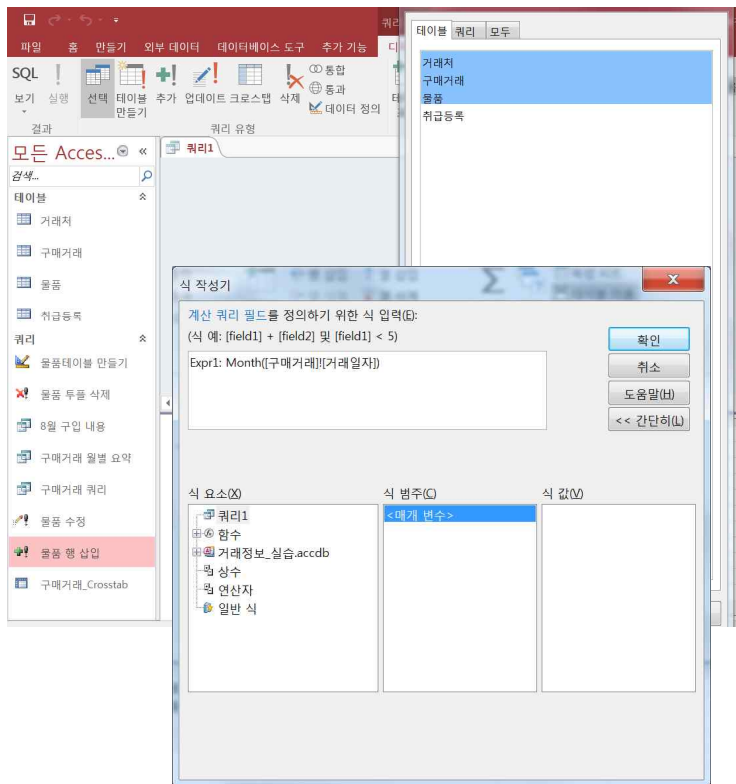 쿼리
파일 홈 만들기 외부 데이터 데이터베이스 도구 추가 기능 디
SQL
보기 실행 선택 테이블 만들기 추가 업데이트 크로스탭 삭제
통합
통과
데이터 정의
결과 쿼리 유형
테이블 쿼리 모두
거래처
구매거래
물품
취급등록
모든 Acces... «
검색...
테이블
거래처
구매거래
물품
취급등록
쿼리
물품테이블 만들기
물품 투플 삭제
8월 구입 내용
구매거래 월별 요약
구매거래 쿼리
물품 수정
물품 행 삽입
구매거래_Crosstab
쿼리1
식 작성기
계산 쿼리 필드를 정의하기 위한 식 입력(E):
(식 예: [field1] + [field2] 및 [field1] < 5)
Expr1: Month([구매거래]![거래일자])
확인
취소
도움말(H)
<< 간단히(L)
식 요소(X)
쿼리1
함수
거래정보_실습.accdb
상수
연산자
일반 식
식 범주(C)
<매개 변수>
식 값(V)